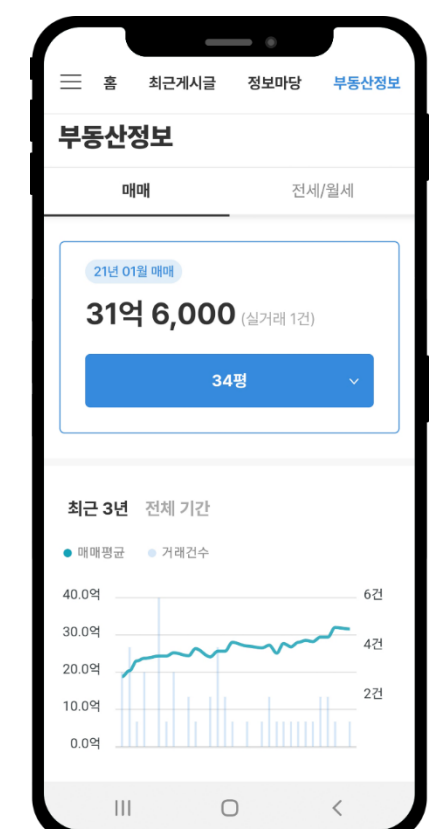 홈 최근게시글 정보마당 부동산정보
부동산정보
매매 전세/월세
21년 01월 매매
31억 6,000 (실거래 1건)
34평
최근 3년 전체 기간
매매평균 거래건수
40.0억 6건
30.0억
4건
20.0억
2건
10.0억
0.0억